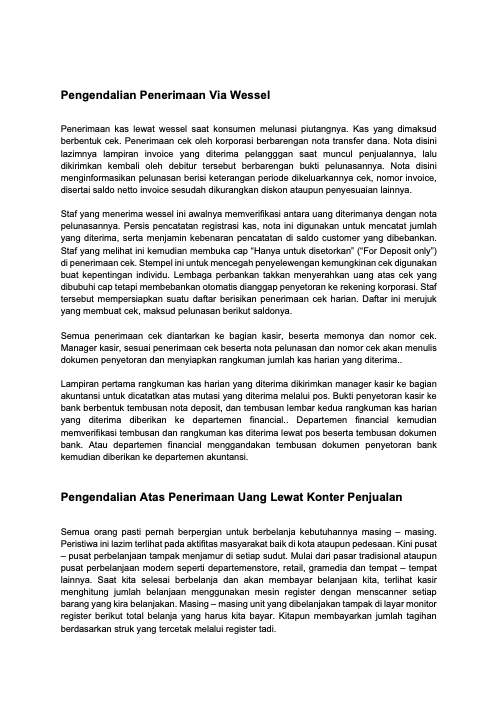 Pengendalian Penerimaan Via Wessel
Penerimaan kas lewat wessel saat konsumen melunasi piutangnya. Kas yang dimaksud
berbentuk cek. Penerimaan cek oleh korporasi berbarengan nota transfer dana. Nota disini
lazimnya lampiran invoice yang diterima pelangggan saat muncul penjualannya, lalu
dikirimkan kembali oleh debitur tersebut berbarengan bukti pelunasannya. Nota disini
menginformasikan pelunasan berisi keterangan periode dikeluarkannya cek, nomor invoice,
disertai saldo netto invoice sesudah dikurangkan diskon ataupun penyesuaian lainnya.
Staf yang menerima wessel ini awalnya memverifikasi antara uang diterimanya dengan nota
pelunasannya. Persis pencatatan registrasi kas, nota ini digunakan untuk mencatat jumlah
yang diterima, serta menjamin kebenaran pencatatan di saldo customer yang dibebankan.
Staf yang melihat ini kemudian membuka cap “Hanya untuk disetorkan” (“For Deposit only”)
di penerimaan cek. Stempel ini untuk mencegah penyelewengan kemungkinan cek digunakan
buat kepentingan individu. Lembaga perbankan takkan menyerahkan uang atas cek yang
dibubuhi cap tetapi membebankan otomatis dianggap penyetoran ke rekening korporasi. Staf
tersebut mempersiapkan suatu daftar berisikan penerimaan cek harian. Daftar ini merujuk
yang membuat cek, maksud pelunasan berikut saldonya.
Semua penerimaan cek diantarkan ke bagian kasir, beserta memonya dan nomor cek.
Manager kasir, sesuai penerimaan cek beserta nota pelunasan dan nomor cek akan menulis
dokumen penyetoran dan menyiapkan rangkuman jumlah kas harian yang diterima..
Lampiran pertama rangkuman kas harian yang diterima dikirimkan manager kasir ke bagian
akuntansi untuk dicatatkan atas mutasi yang diterima melalui pos. Bukti penyetoran kasir ke
bank berbentuk tembusan nota deposit, dan tembusan lembar kedua rangkuman kas harian
yang diterima diberikan ke departemen financial.. Departemen financial kemudian
memverifikasi tembusan dan rangkuman kas diterima lewat pos beserta tembusan dokumen
bank. Atau departemen financial menggandakan tembusan dokumen penyetoran bank
kemudian diberikan ke departemen akuntansi.
Pengendalian Atas Penerimaan Uang Lewat Konter Penjualan
Semua orang pasti pernah berpergian untuk berbelanja kebutuhannya masing – masing.
Peristiwa ini lazim terlihat pada aktifitas masyarakat baik di kota ataupun pedesaan. Kini pusat
– pusat perbelanjaan tampak menjamur di setiap sudut. Mulai dari pasar tradisional ataupun
pusat perbelanjaan modern seperti departemenstore, retail, gramedia dan tempat – tempat
lainnya. Saat kita selesai berbelanja dan akan membayar belanjaan kita, terlihat kasir
menghitung jumlah belanjaan menggunakan mesin register dengan menscanner setiap
barang yang kira belanjakan. Masing – masing unit yang dibelanjakan tampak di layar monitor
register berikut total belanja yang harus kita bayar. Kitapun membayarkan jumlah tagihan
berdasarkan struk yang tercetak melalui register tadi.